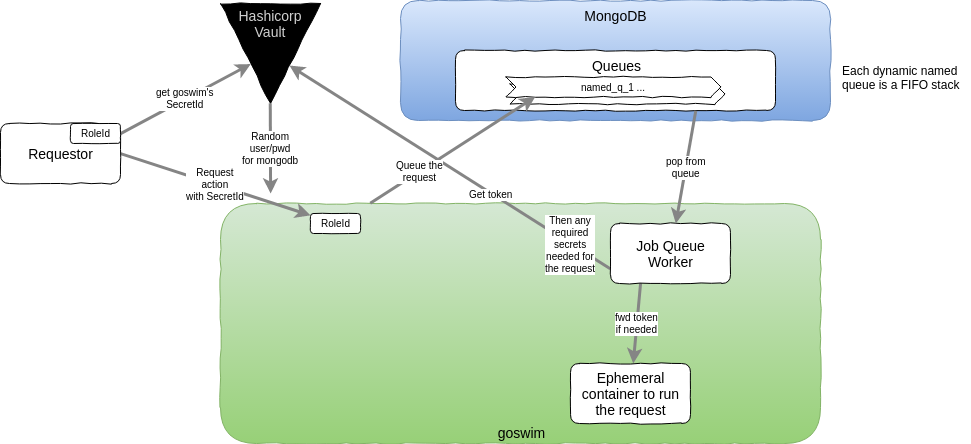 Hashicorp
Vault
MongoDB
Queues
named_q_1 ...
Each dynamic named
queue is a FIFO stack
get goswim's
SecretId
RoleId
Requestor
Random
user/pwd
for mongodb
Request
action
with SecretId
Queue the
request
pop from
queue
Get token
RoleId
Then any
required
secrets
needed for
the request
Job Queue
Worker
fwd token
if needed
Ephemeral
container to run
the request
goswim